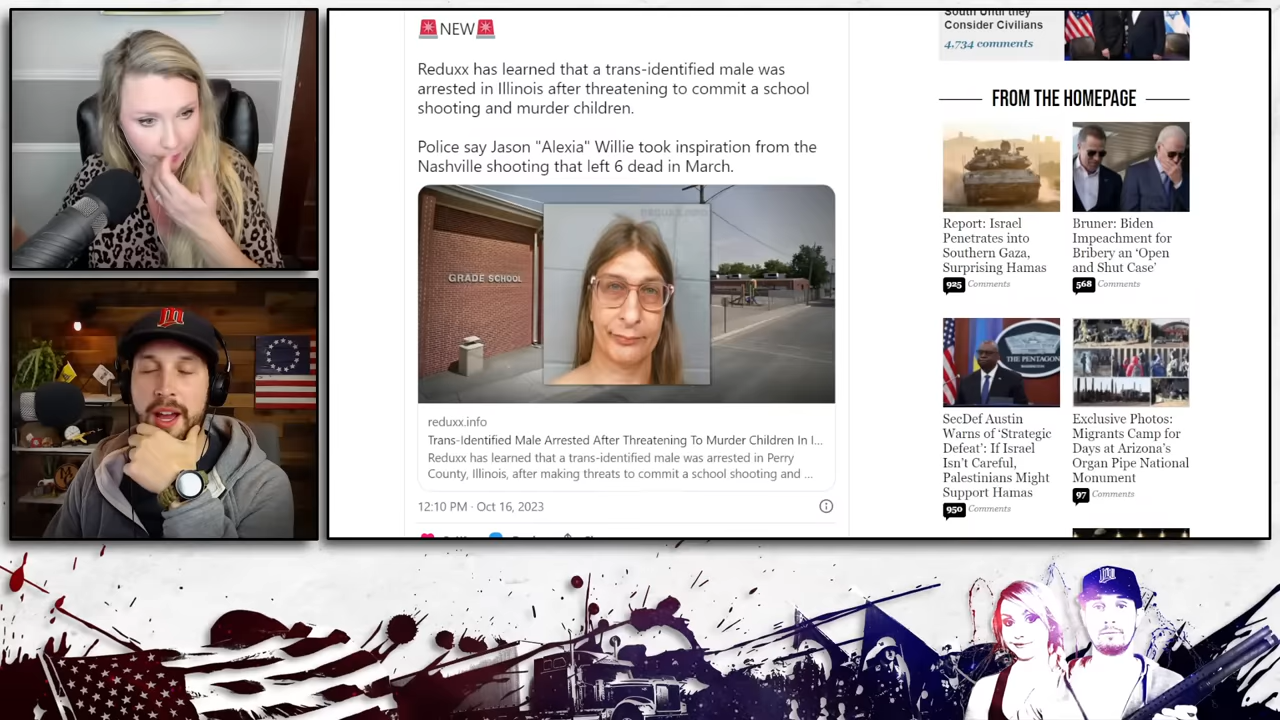 🚨NEW🚨
Reduxx has learned that a trans-identified male was
arrested in Illinois after threatening to commit a school
shooting and murder children.
Police say Jason "Alexia" Willie took inspiration from the
Nashville shooting that left 6 dead in March.
GRADE SCHOOL
reduxx.info
Trans-Identified Male Arrested After Threatening To Murder Children In I...
Reduxx has learned that a trans-identified male was arrested in Perry
County, Illinois, after making threats to commit a school shooting and ...
12:10 PM · Oct 16, 2023
South Until they
Consider Civilians
4,734 comments
FROM THE HOMEPAGE
Report: Israel
Penetrates into
Southern Gaza,
Surprising Hamas
925 Comments
Bruner: Biden
Impeachment for
Bribery an ‘Open
and Shut Case’
568 Comments
THE PENTAGON
SecDef Austin
Warns of ‘Strategic
Defeat’: If Israel
Isn’t Careful,
Palestinians Might
Support Hamas
950 Comments
Exclusive Photos:
Migrants Camp for
Days at Arizona’s
Organ Pipe National
Monument
97 Comments